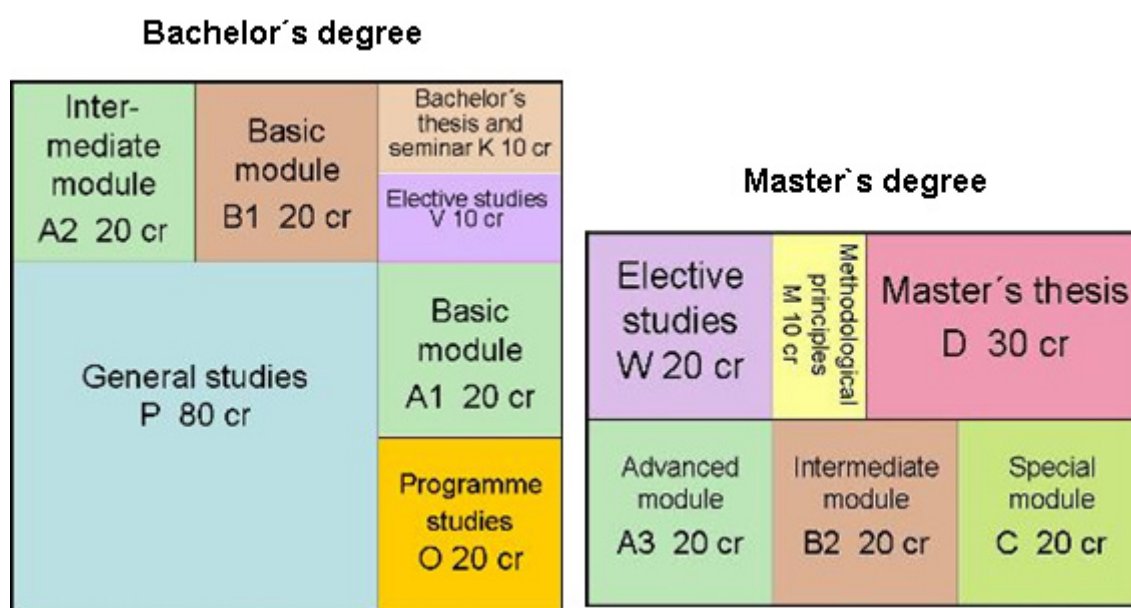 Bachelor´s degree
Inter-
mediate
module
A2 20 cr
Basic
module
B1 20 cr
Bachelor´s
thesis and
seminar K 10 cr
Elective studies
V 10 cr
General studies
P 80 cr
Basic
module
A1 20 cr
Programme
studies
O 20 cr
Master`s degree
Elective
studies
W 20 cr
Methodological
principles
M 10 cr
Master´s thesis
D 30 cr
Advanced
module
A3 20 cr
Intermediate
module
B2 20 cr
Special
module
C 20 cr